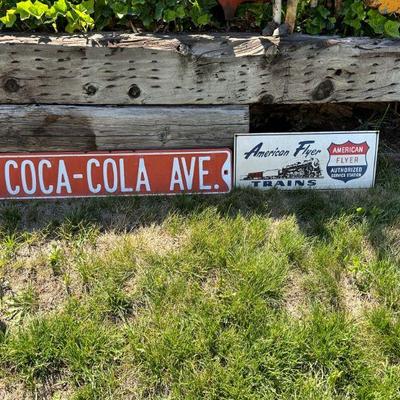 COCA-COLA AVE.
American Flyer
TRAINS
AMERICAN
FLYER
AUTHORIZED
SERVICE STATION